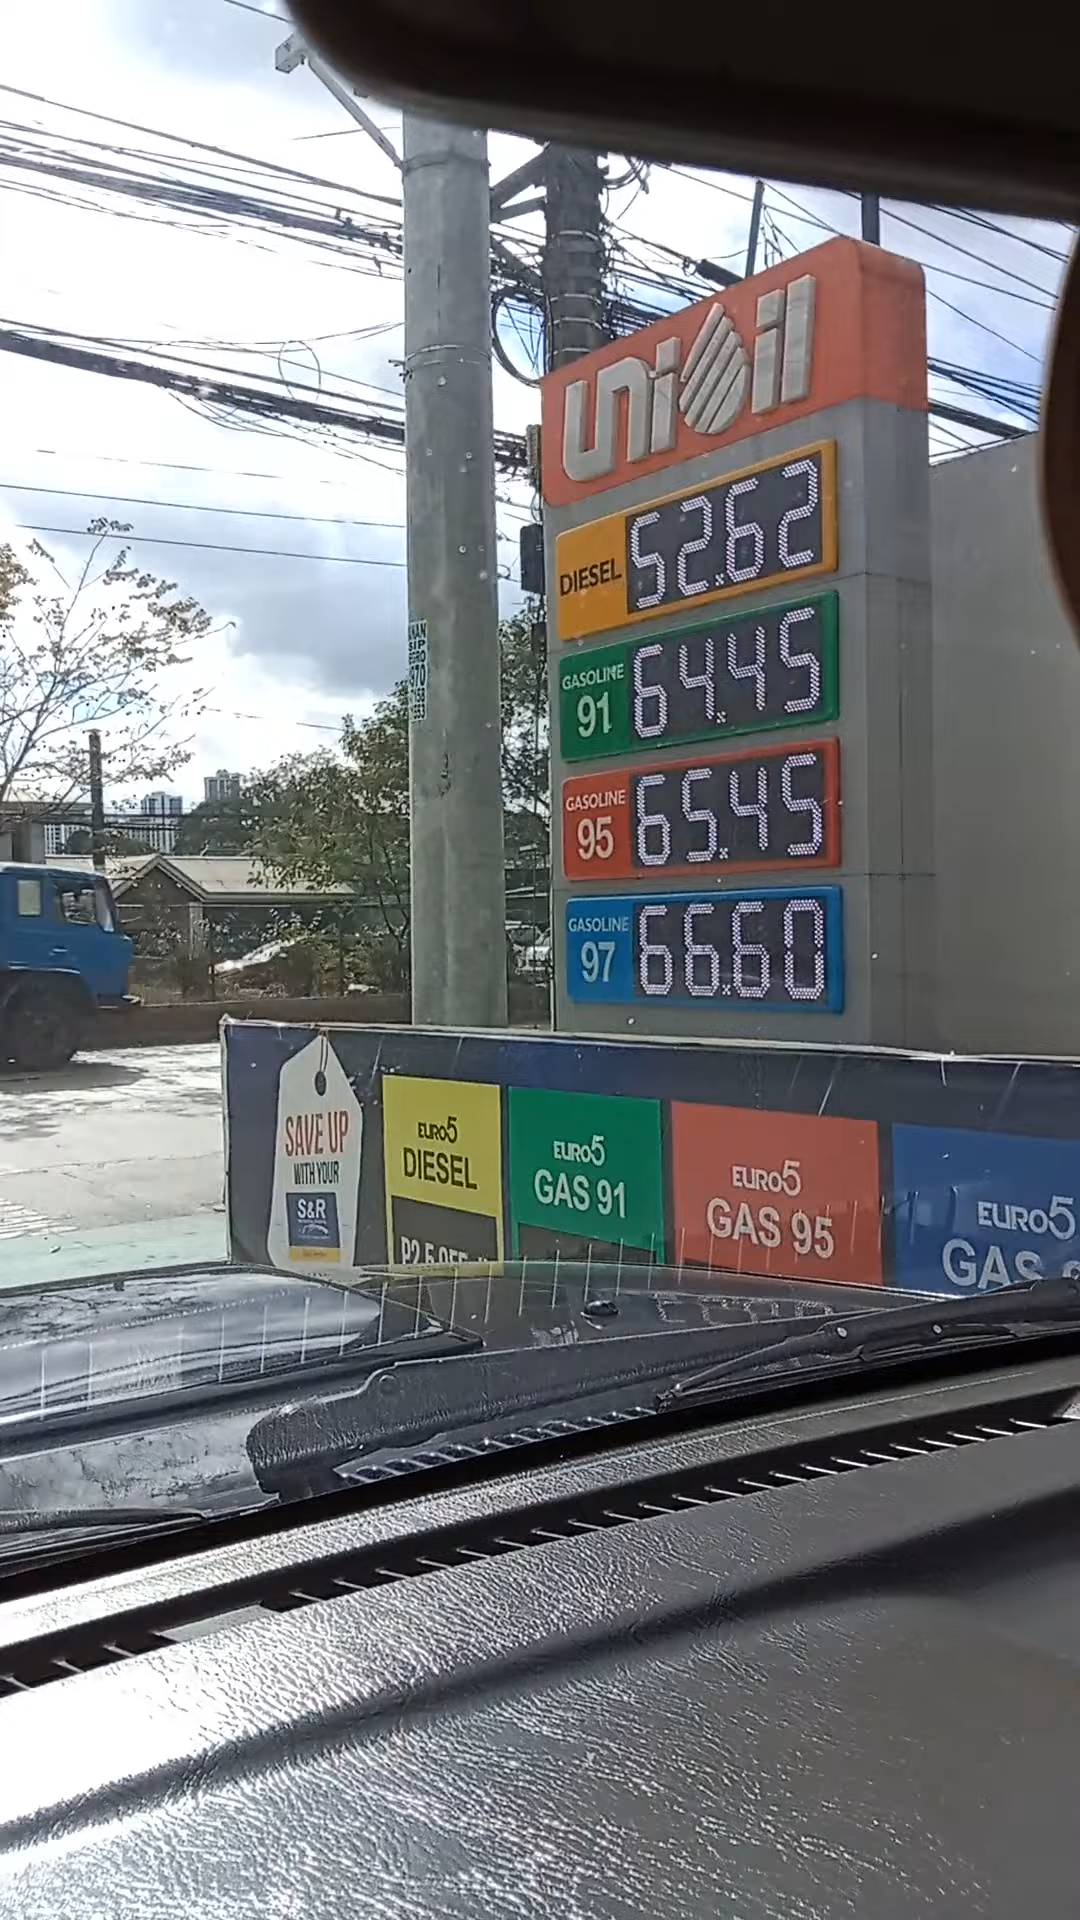 unioil
DIESEL 52.62
GASOLINE 91 64.45
GASOLINE 95 65.45
GASOLINE 97 66.60
SAVE UP
WITH YOUR
S&R
EURO5
DIESEL
EURO5
GAS 91
EURO5
GAS 95
EURO5
GAS